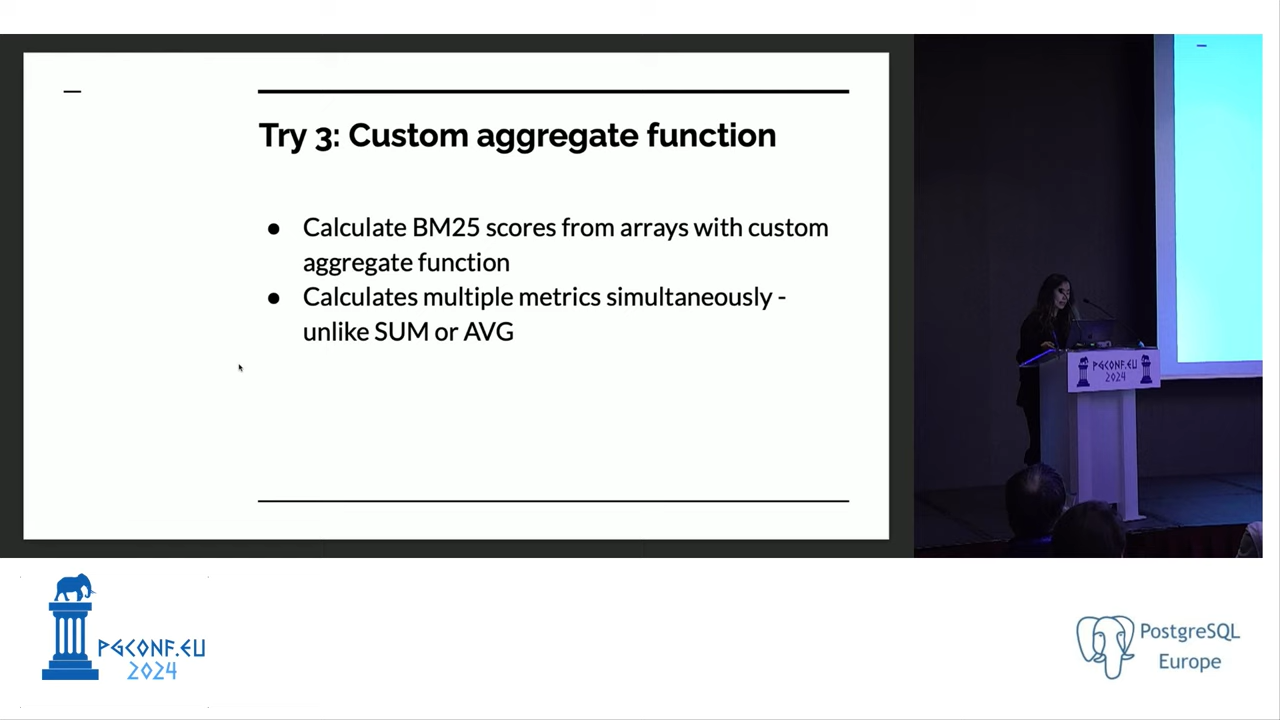 Try 3: Custom aggregate function
● Calculate BM25 scores from arrays with custom
aggregate function
● Calculates multiple metrics simultaneously -
unlike SUM or AVG
PGCONF.EU
2024
PGCONF.EU
2024
PostgreSQL
Europe